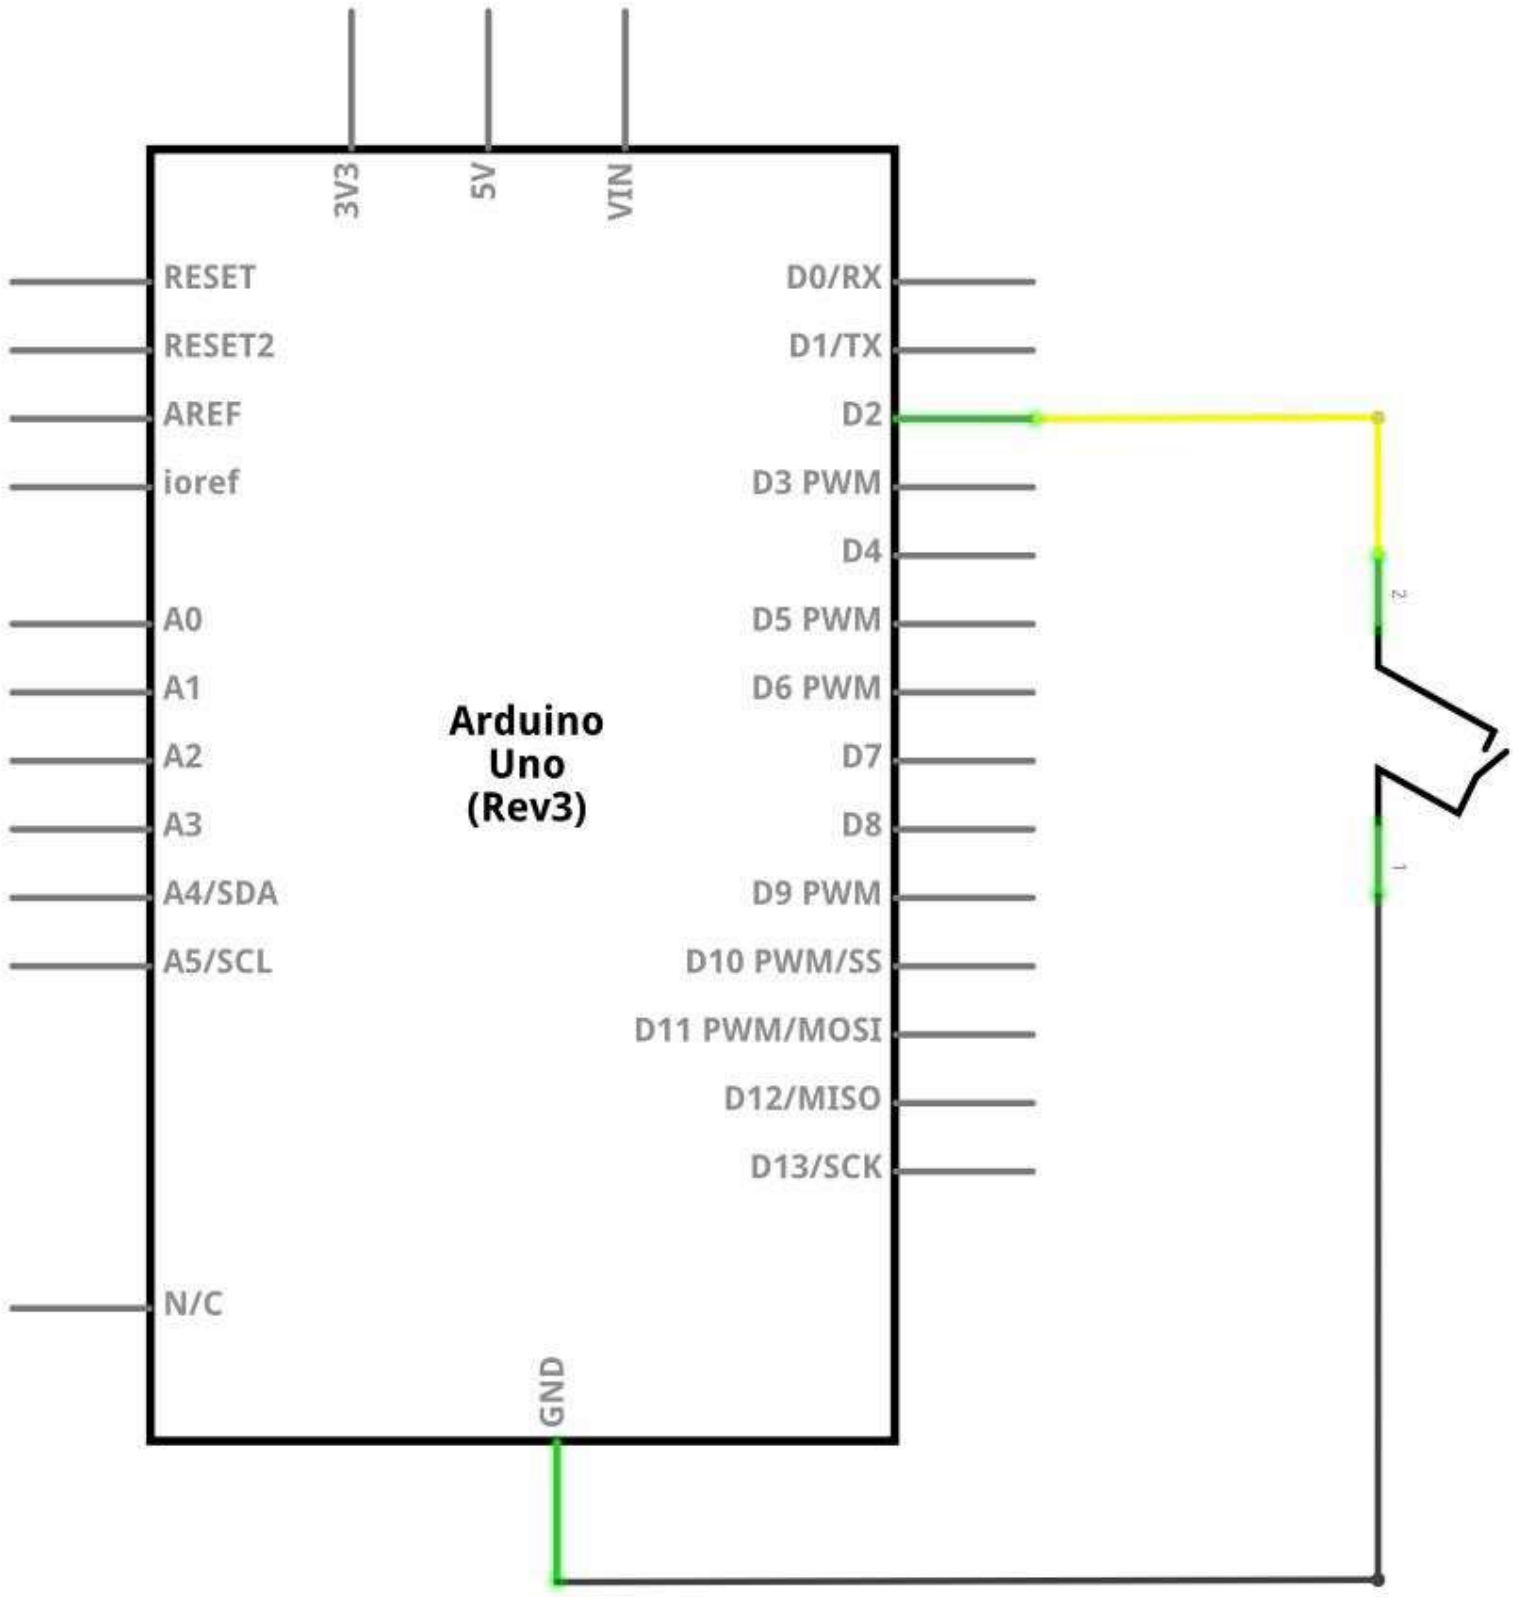 3V3
5V
VIN
RESET
RESET2
AREF
ioref
A0
A1
A2
A3
A4/SDA
A5/SCL
N/C
Arduino
Uno
(Rev3)
D0/RX
D1/TX
D2
D3 PWM
D4
D5 PWM
D6 PWM
D7
D8
D9 PWM
D10 PWM/SS
D11 PWM/MOSI
D12/MISO
D13/SCK
GND
2
1